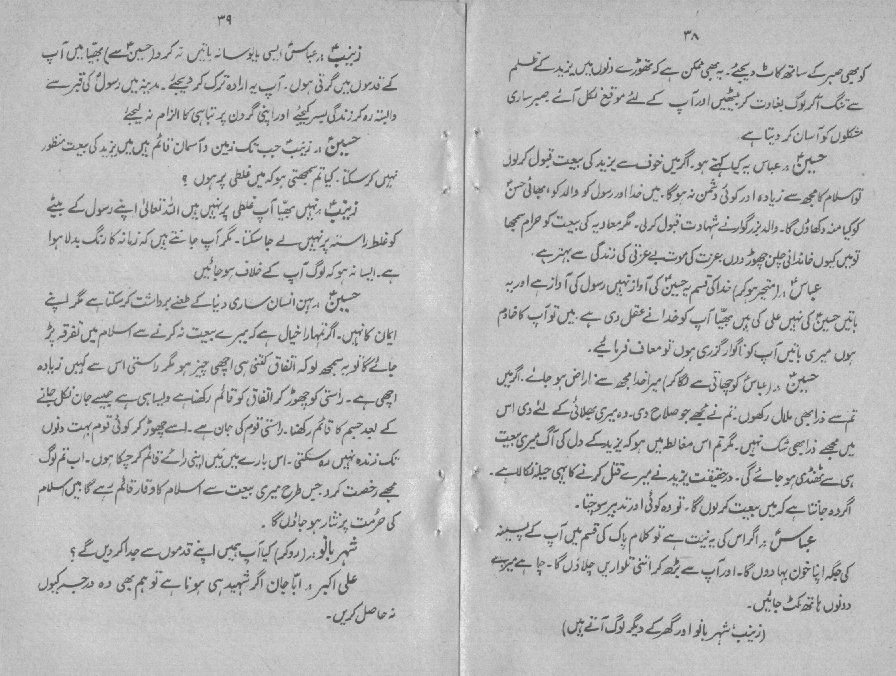 ۳۸
کو بھی صبر کے ساتھ کاٹ دیجئے۔ یہ بھی ممکن ہے کہ تھوڑے دنوں میں یزید کے ظلم
سے تنگ آکر لوگ بغاوت کر بیٹھیں اور آپ کے لئے موقع نکل آئے صبر ساری
مشکلوں کو آسان کر دیتا ہے۔
حسینؑ :۔ عباس یہ کیا کہتے ہو۔ اگر میں خوف سے یزید کی بیعت قبول کرلوں
تو اسلام کا مجھ سے زیادہ اور کوئی دشمن نہ ہوگا۔ میں خدا اور رسول کو والد کو بھائی حسنؑ
کو کیا منہ دکھاؤں گا۔ والد بزرگوار نے شہادت قبول کرلی۔ مگر معاویہ کی بیعت کو حرام سمجھا
تو میں کیوں خاندانی چلن چھوڑ دوں عزت کی موت بے عزتی کی زندگی سے بہتر ہے۔
عباسؑ :۔ (متحیر ہو کر) خدا کی قسم یہ حسینؑ کی آواز نہیں رسول کی آواز ہے اور یہ
باتیں حسینؑ کی نہیں علی کی ہیں بھیّا آپ کو خدا نے عقل دی ہے۔ میں تو آپ کا خادم
ہوں میری باتیں آپ کو ناگوار گزری ہوں تو معاف فرمائیے۔
حسینؑ :۔ (عباسؑ کو چھاتی سے لگا کر) میرا خدا مجھ سے ناراض ہو جائے۔ اگر میں
تم سے ذرا بھی ملال رکھوں۔ تم نے مجھے جو صلاح دی۔ وہ میری بھلائی کے لئے دی اس
میں مجھے ذرا بھی شک نہیں۔ مگر تم اس مغالطہ میں ہو کہ یزید کے دل کی آگ میری بیعت
ہی سے ٹھنڈی ہو جائے گی۔ درحقیقت یزید نے میرے قتل کرنے کا یہی حیلہ نکالا ہے۔
اگر وہ جانتا ہے کہ میں بیعت کر لوں گا۔ تو وہ کوئی اور تدبیر سوچتا۔
عباسؑ :۔ اگر اس کی یہ نیت ہے تو کلام پاک کی قسم میں آپ کے پسینہ
کی جگہ اپنا خون بہا دوں گا۔ اور آپ سے بڑھ کر اتنی تلواریں چلاؤں گا۔ چاہے میرے
دونوں ہاتھ کٹ جائیں۔
(زینبؑ شہر بانو اور گھر کے دیگر لوگ آتے ہیں)
۳۹
زینبؑ :۔ عباسؑ ایسی مایوسانہ باتیں نہ کرو (حسینؑ سے) بھیّا میں آپ
کے قدموں میں گرتی ہوں۔ آپ یہ ارادہ ترک کر دیجئے۔ مدینہ میں رسولؐ کی قبر سے
وابستہ رہ کر زندگی بسر کیجئے اور اپنی گردن پر تباہی کا الزام نہ لیجئے
حسینؑ :۔ زینبؑ جب تک زمین و آسمان قائم ہیں میں یزید کی بیعت منظور
نہیں کر سکتا۔ کیا تم سمجھتی ہو کہ میں غلطی پر ہوں ؟
زینبؑ :۔ نہیں بھیّا آپ غلطی پر نہیں ہیں اللہ تعالیٰ اپنے رسول کے بیٹے
کو غلط راستہ پر نہیں لے جا سکتا۔ مگر آپ جانتے ہیں کہ زمانہ کا رنگ بدلا ہوا
ہے۔ ایسا نہ ہو کہ لوگ آپ کے خلاف ہو جائیں
حسینؑ :۔ بہن انسان ساری دنیا کے طعنے برداشت کر سکتا ہے مگر اپنے
ایمان کا نہیں۔ اگر تمہارا خیال ہے کہ میرے بیعت نہ کرنے سے اسلام میں تفرقہ پڑ
جائے گا تو یہ سمجھ لو کہ اتفاق کتنی ہی اچھی چیز ہو مگر راستی اس سے کہیں زیادہ
اچھی ہے۔ راستی کو چھوڑ کر اتفاق کو قائم رکھنا ویسا ہی ہے جیسے جان نکل جانے
کے بعد جسم کا قائم رکھنا۔ راستی قوم کی جان ہے۔ اسے چھوڑ کر کوئی قوم بہت دنوں
تک زندہ نہیں رہ سکتی۔ اس بارے میں میں اپنی رائے قائم کر چکا ہوں۔ اب تم لوگ
مجھے رخصت کر دو جس طرح میری بیعت سے اسلام کا وقار قائم رہے گا میں اسلام
کی حرمت پر نثار ہو جاؤں گا۔
شہر بانو :۔ (رو کر) کیا آپ ہمیں اپنے قدموں سے جدا کر دیں گے ؟
علی اکبر :۔ ابّا جان اگر شہید ہی ہونا ہے تو ہم بھی وہ درجہ کیوں
نہ حاصل کریں۔